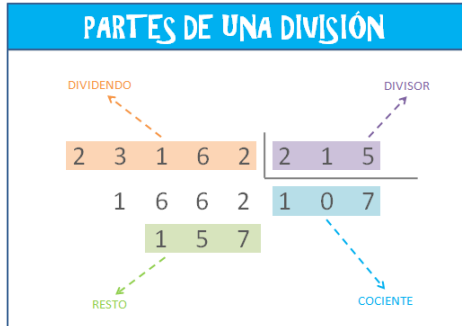 PARTES DE UNA DIVISIÓN
DIVIDENDO DIVISOR
2 3 1 6 2 2 1 5
1 6 6 2 1 0 7
1 5 7
RESTO COCIENTE